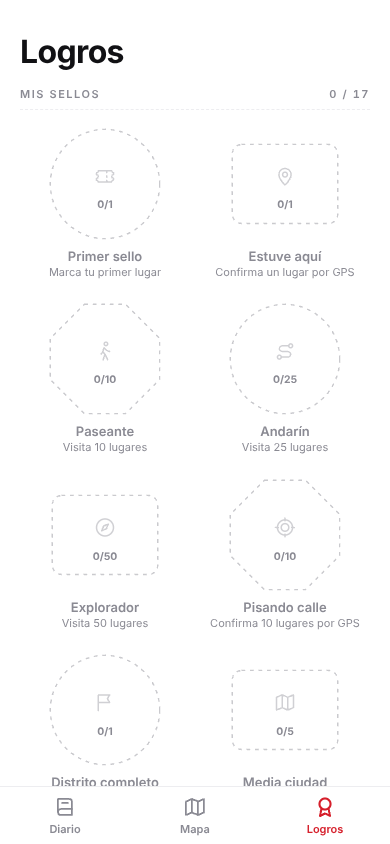 Logros
MIS SELLOS 0 / 17
0/1 0/1
Primer sello Estuve aquí
Marca tu primer lugar Confirma un lugar por GPS
0/10 0/25
Paseante Andarín
Visita 10 lugares Visita 25 lugares
0/50 0/10
Explorador Pisando calle
Visita 50 lugares Confirma 10 lugares por GPS
0/1 0/5
Distrito completo Media ciudad
Diario Mapa Logros